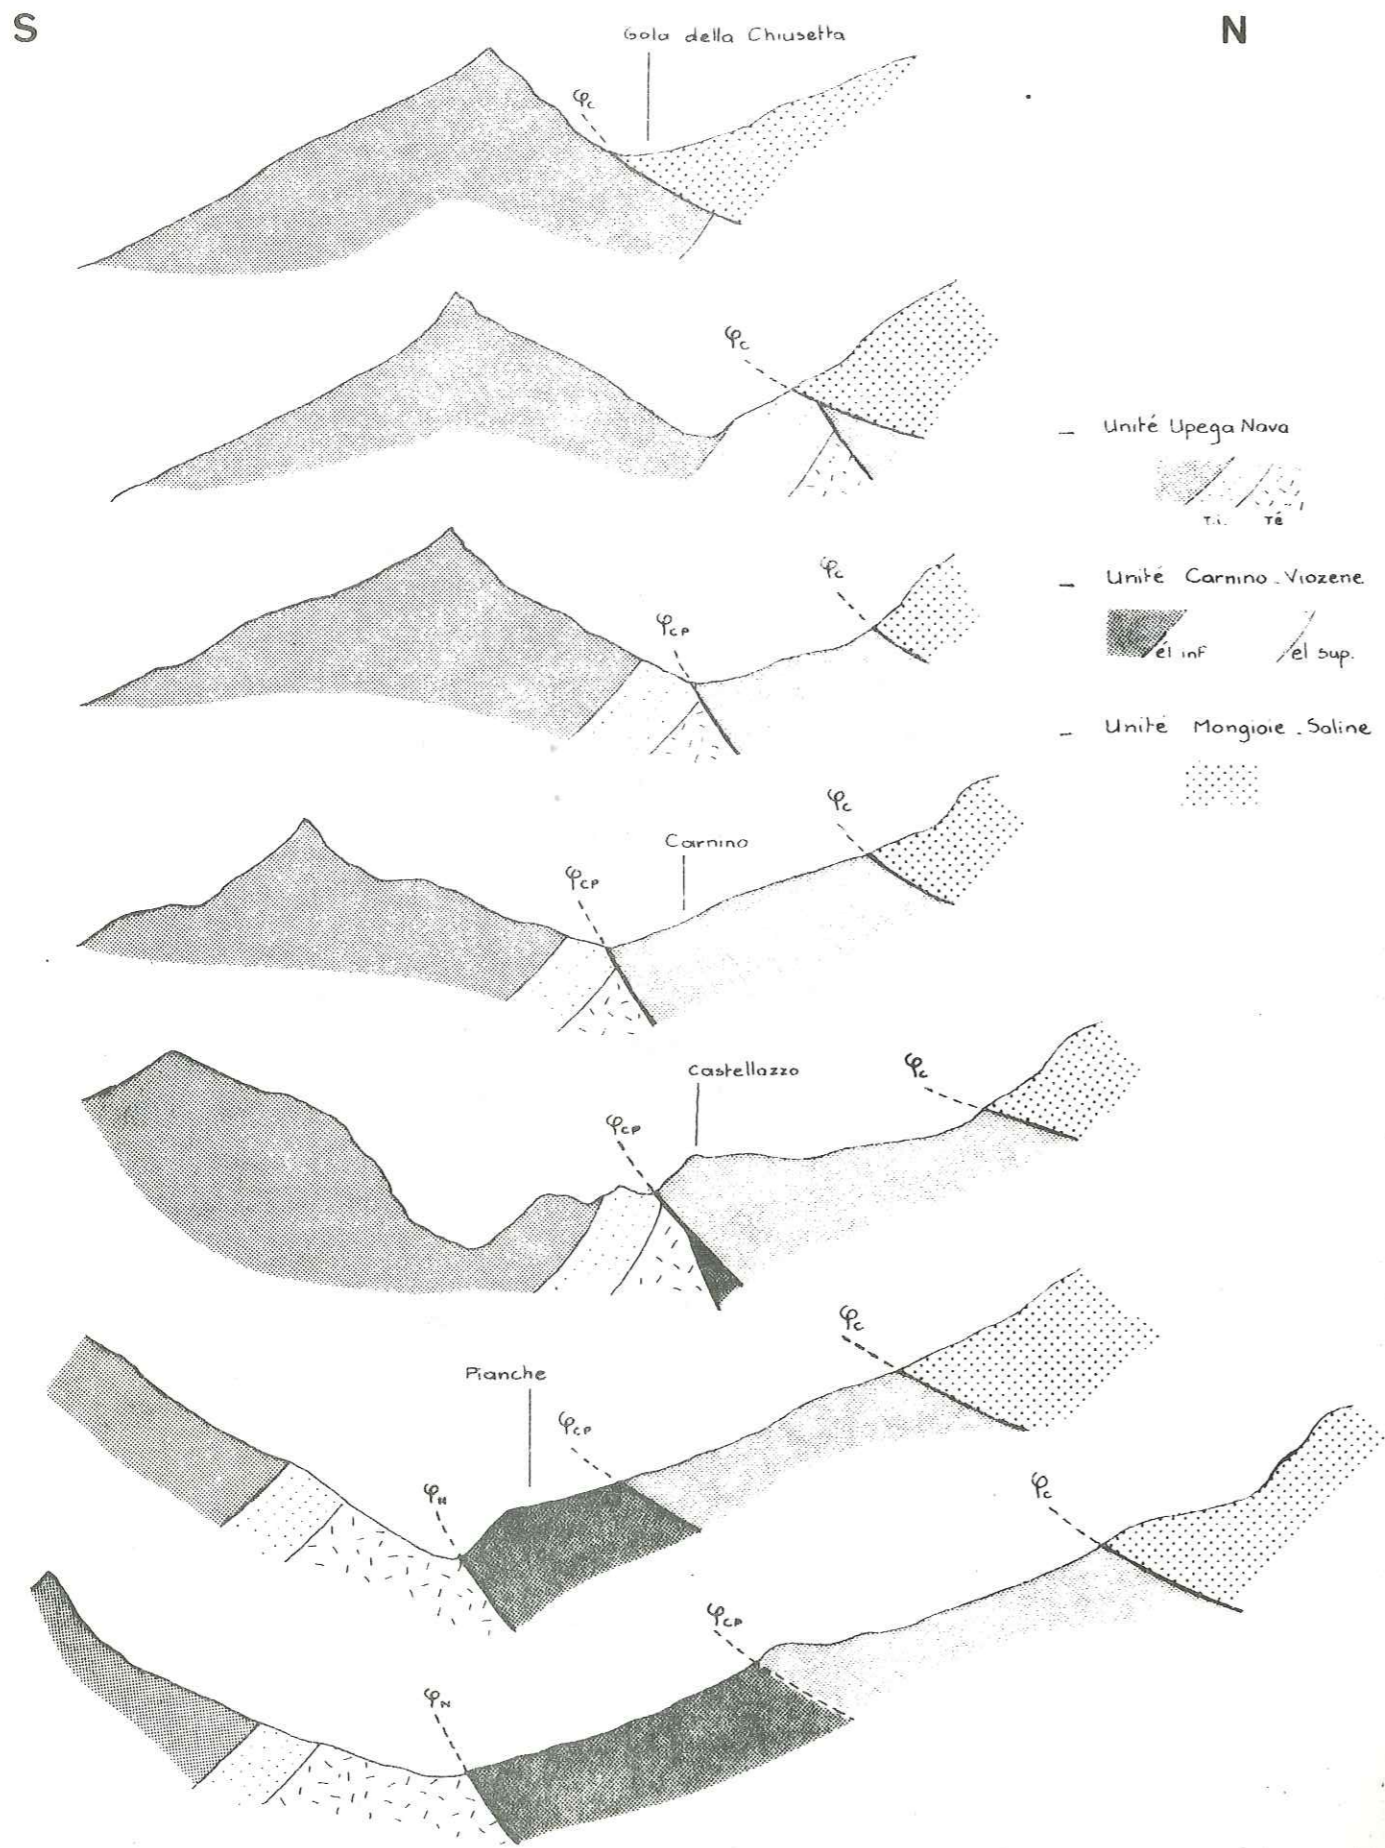 S
N
Gola della Chiusetta
φc
φc
Unité Upega Nava
T.i. Té
φc
φcp
Unité Carnino - Viozene
él inf él sup.
Unité Mongioie - Saline
φc
Carnino
φcp
Castellazzo
φc
φcp
φc
Pianche
φcp
φN
φc
φcp
φN